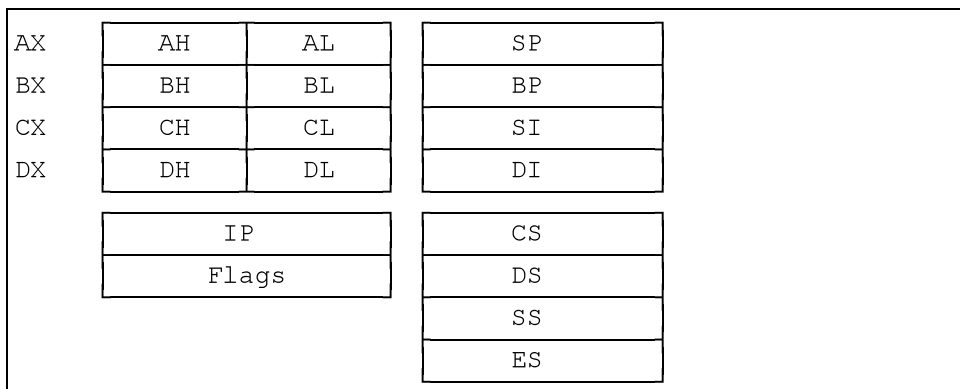 AX AH AL SP
BX BH BL BP
CX CH CL SI
DX DH DL DI
IP CS
Flags DS
SS
ES